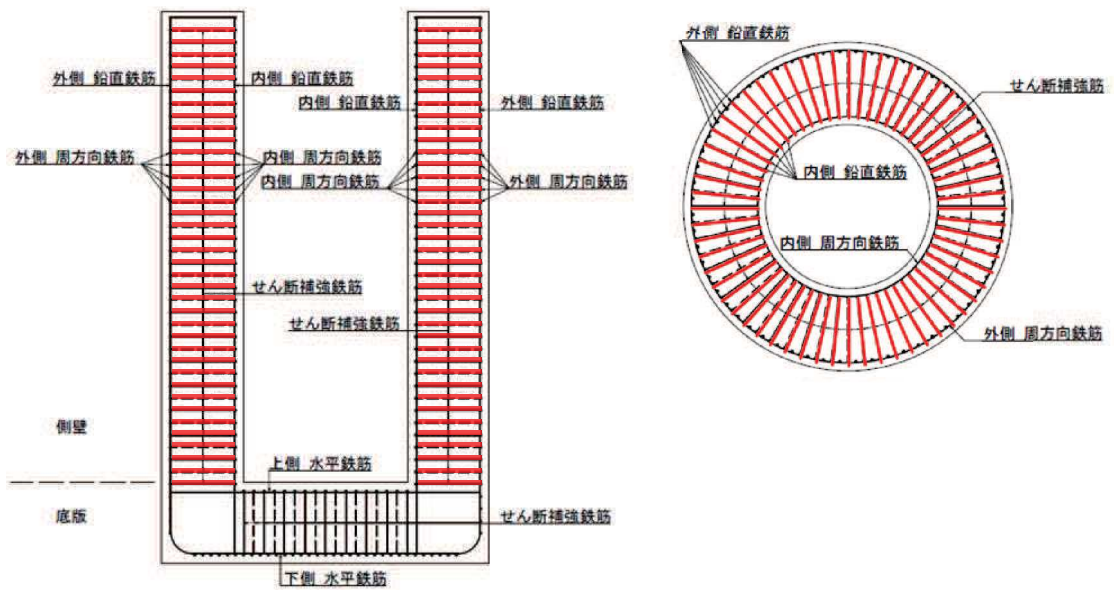 外側 鉛直鉄筋
内側 鉛直鉄筋
内側 鉛直鉄筋
外側 鉛直鉄筋
外側 周方向鉄筋
内側 周方向鉄筋
内側 周方向鉄筋
外側 周方向鉄筋
せん断補強鉄筋
せん断補強鉄筋
側壁
上側 水平鉄筋
底版
せん断補強鉄筋
下側 水平鉄筋
外側 鉛直鉄筋
せん断補強筋
内側 鉛直鉄筋
内側 周方向鉄筋
外側 周方向鉄筋